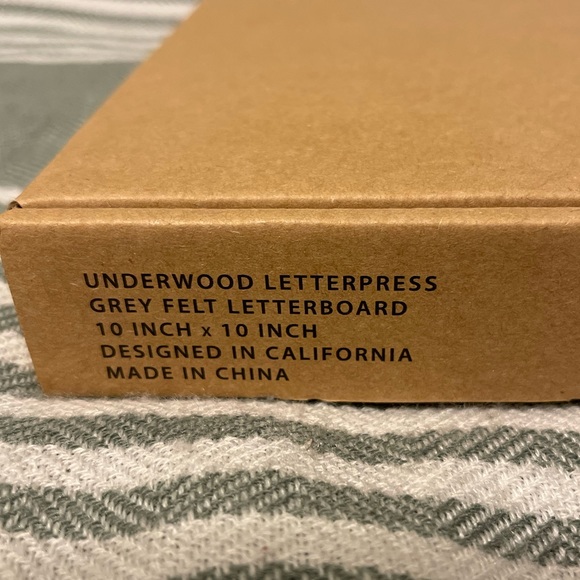 UNDERWOOD LETTERPRESS
GREY FELT LETTERBOARD
10 INCH x 10 INCH
DESIGNED IN CALIFORNIA
MADE IN CHINA